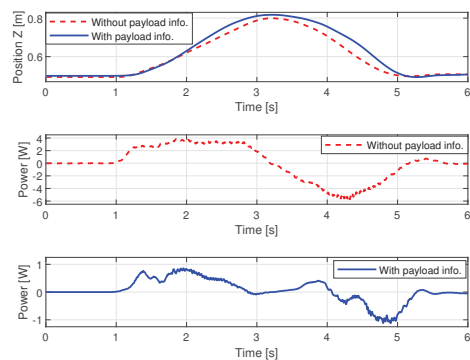 0.8
0.6
Position Z [m]
Without payload info.
With payload info.
0 1 2 3 4 5 6
Time [s]
4
2
0
-2
-4
-6
Power [W]
Without payload info.
0 1 2 3 4 5 6
Time [s]
1
0
-1
Power [W]
With payload info.
0 1 2 3 4 5 6
Time [s]